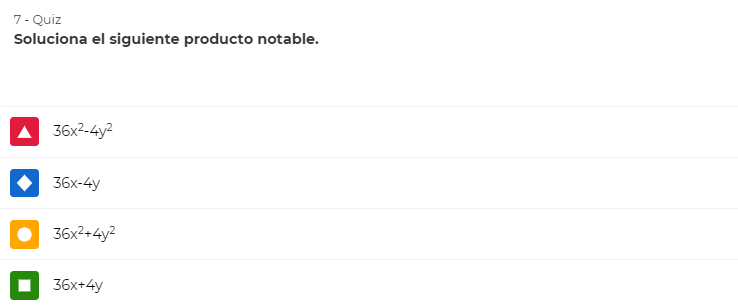 7 - Quiz
Soluciona el siguiente producto notable.
36x²-4y²
36x-4y
36x²+4y²
36x+4y